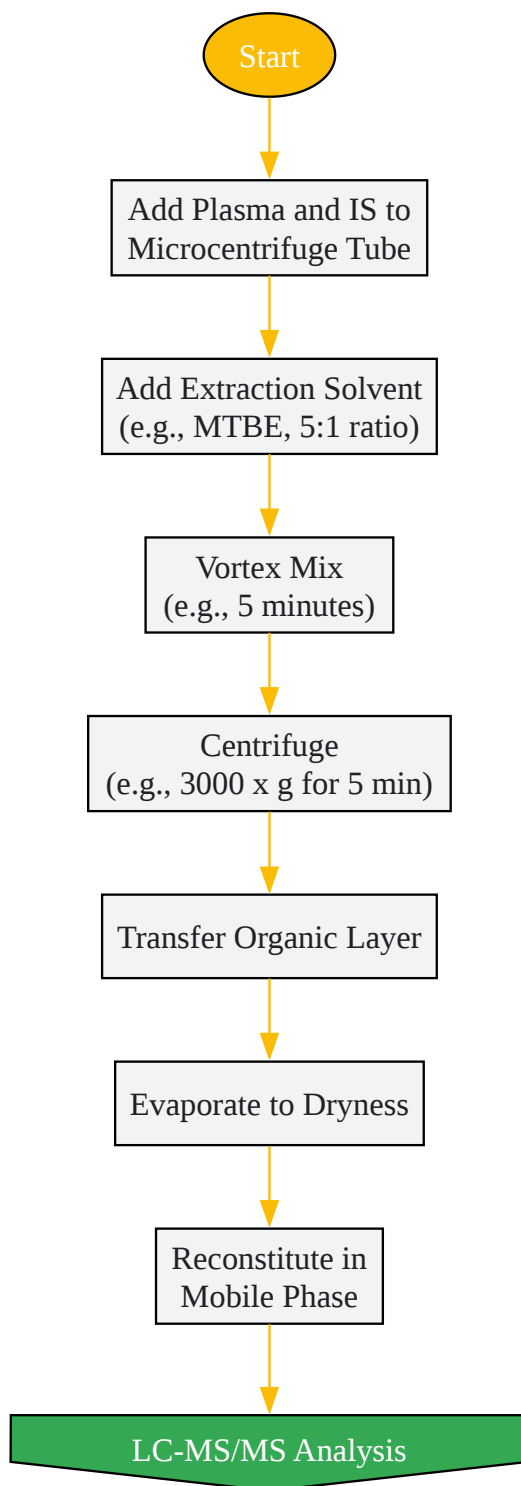 Start
Add Plasma and IS to
Microcentrifuge Tube
Add Extraction Solvent
(e.g., MTBE, 5:1 ratio)
Vortex Mix
(e.g., 5 minutes)
Centrifuge
(e.g., 3000 x g for 5 min)
Transfer Organic Layer
Evaporate to Dryness
Reconstitute in
Mobile Phase
LC-MS/MS Analysis